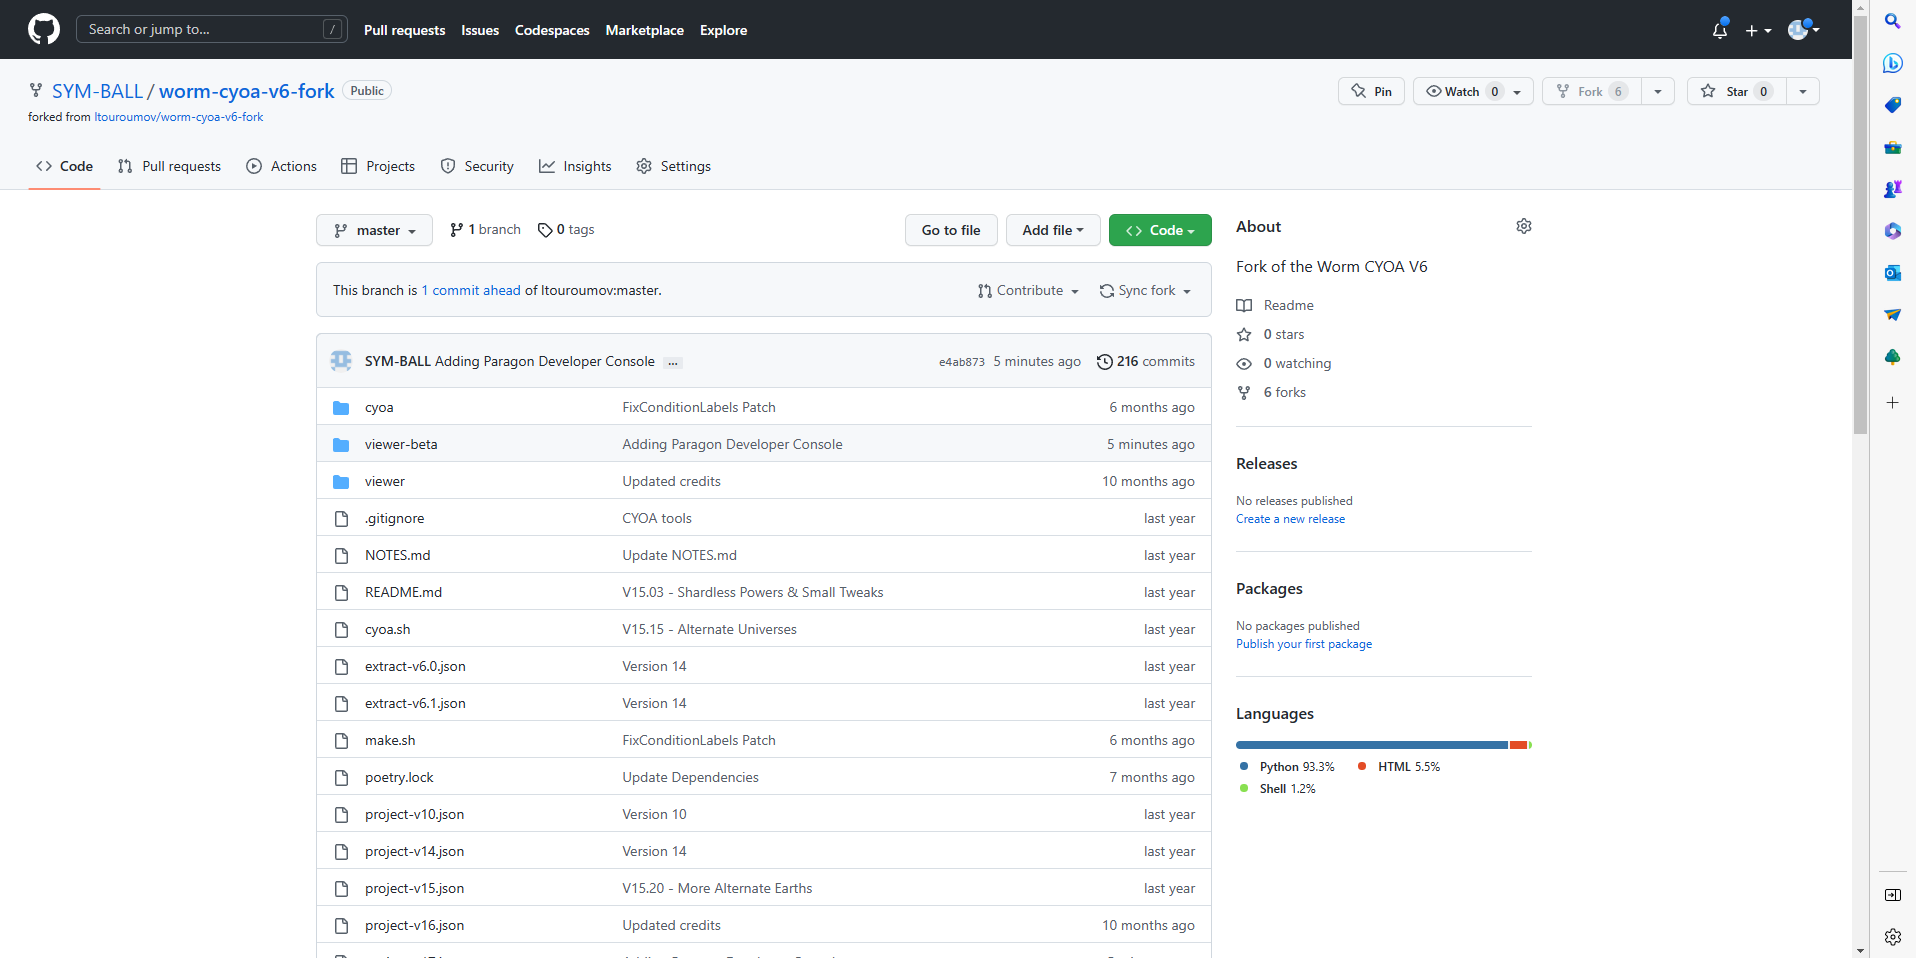 Search or jump to... /
Pull requests Issues Codespaces Marketplace Explore
SYM-BALL / worm-cyoa-v6-fork Public
Pin Watch 0 Fork 6 Star 0
forked from ltouroumov/worm-cyoa-v6-fork
Code Pull requests Actions Projects Security Insights Settings
master 1 branch 0 tags Go to file Add file Code
This branch is 1 commit ahead of ltouroumov:master. Contribute Sync fork
SYM-BALL Adding Paragon Developer Console ... e4ab873 5 minutes ago 216 commits
cyoa FixConditionLabels Patch 6 months ago
viewer-beta Adding Paragon Developer Console 5 minutes ago
viewer Updated credits 10 months ago
.gitignore CYOA tools last year
NOTES.md Update NOTES.md last year
README.md V15.03 - Shardless Powers & Small Tweaks last year
cyoa.sh V15.15 - Alternate Universes last year
extract-v6.0.json Version 14 last year
extract-v6.1.json Version 14 last year
make.sh FixConditionLabels Patch 6 months ago
poetry.lock Update Dependencies 7 months ago
project-v10.json Version 10 last year
project-v14.json Version 14 last year
project-v15.json V15.20 - More Alternate Earths last year
project-v16.json Updated credits 10 months ago
About
Fork of the Worm CYOA V6
Readme
0 stars
0 watching
6 forks
Releases
No releases published
Create a new release
Packages
No packages published
Publish your first package
Languages
Python 93.3% HTML 5.5%
Shell 1.2%